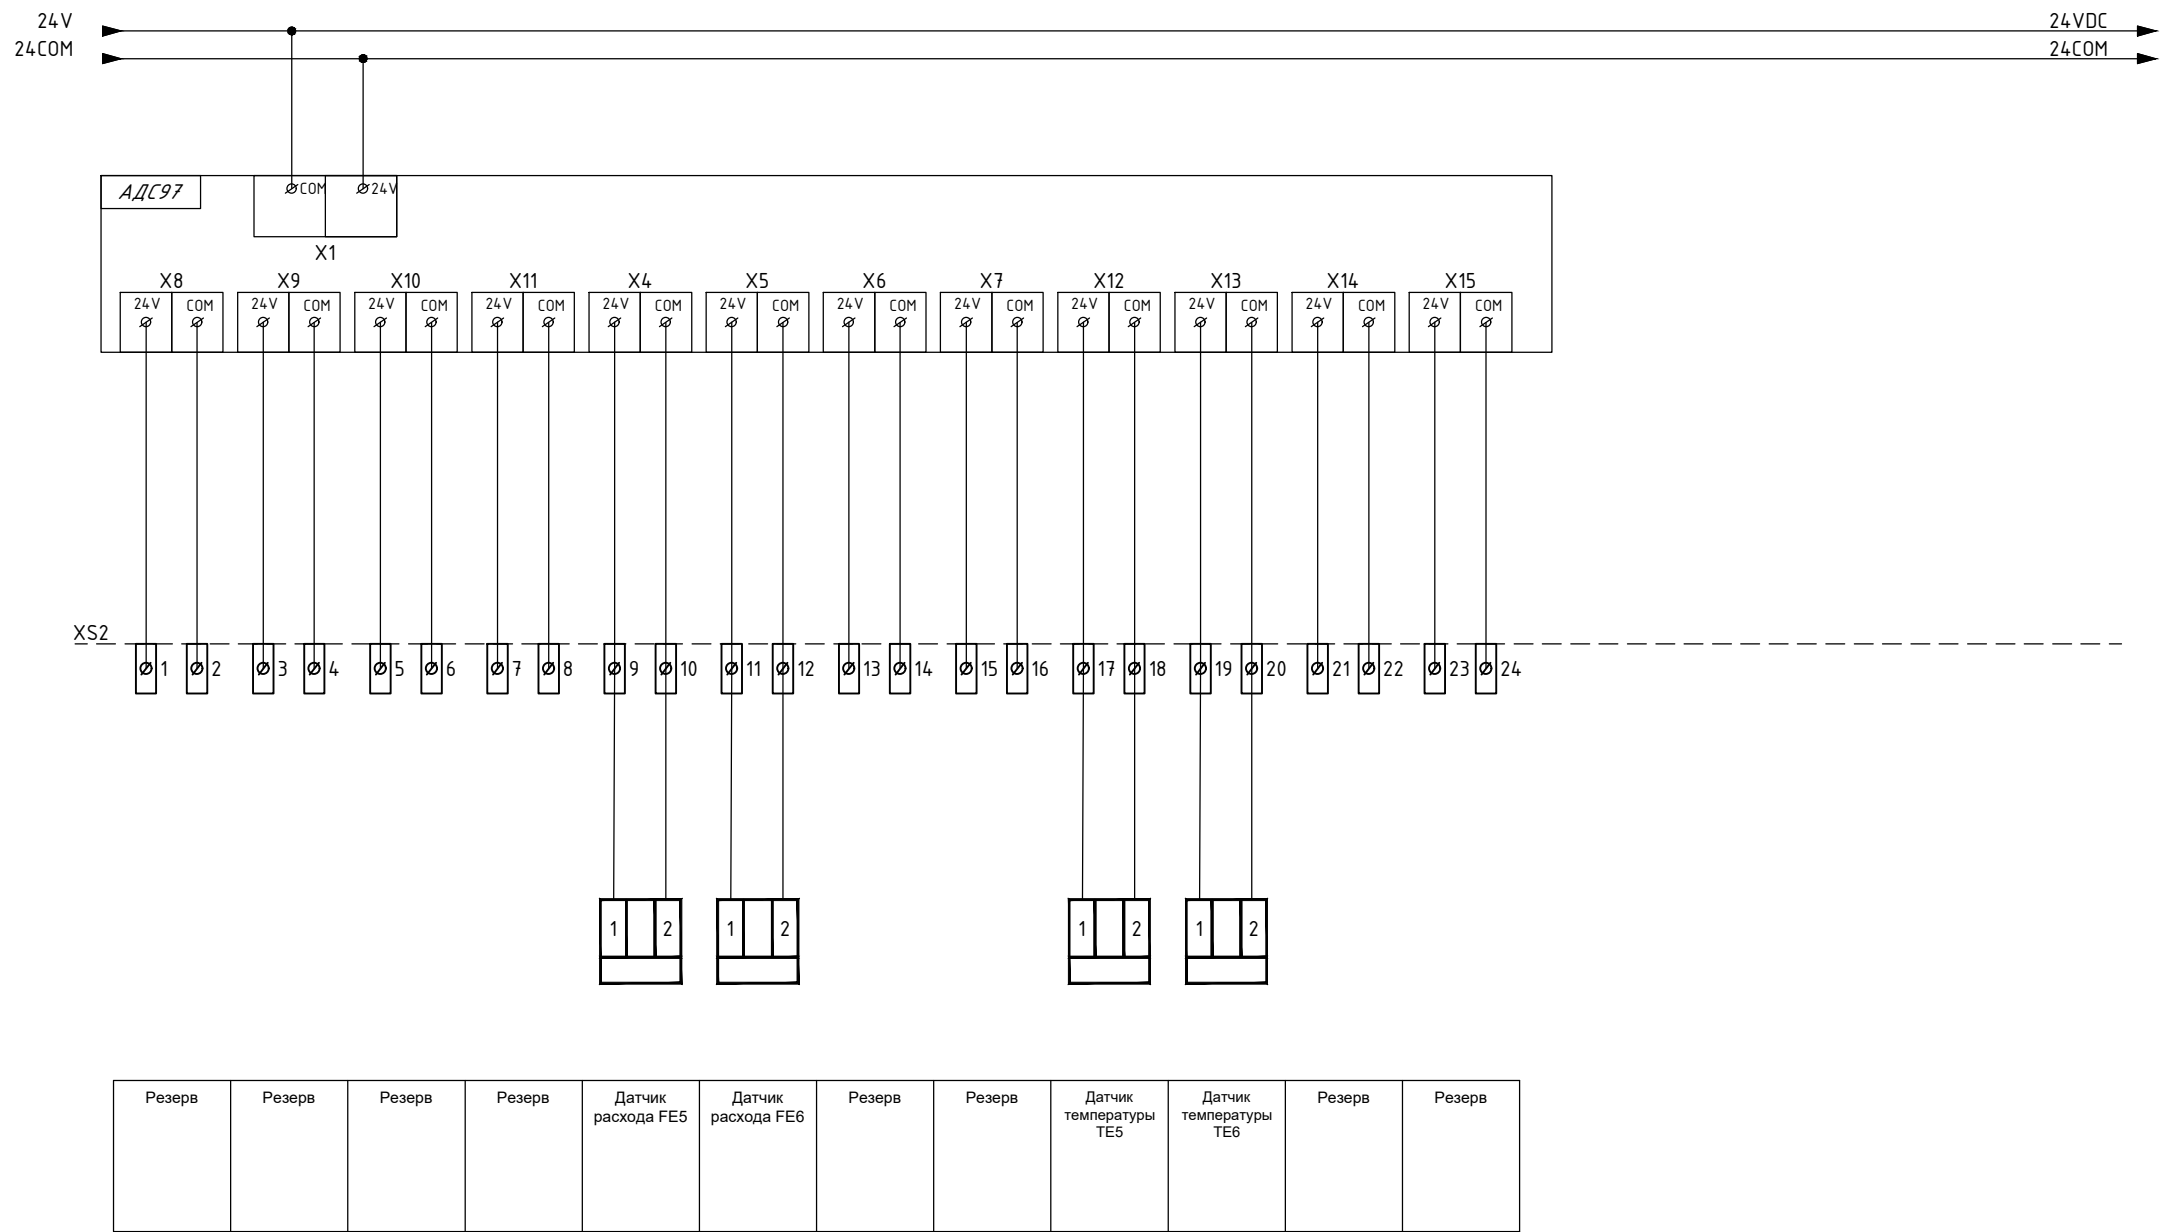 24V
24VDC
24COM
24COM
АДС97
COM 24V
X1
X8 X9 X10 X11 X4 X5 X6 X7 X12 X13 X14 X15
24V COM 24V COM 24V COM 24V COM 24V COM 24V COM 24V COM 24V COM 24V COM 24V COM 24V COM 24V COM
XS2
1 2 3 4 5 6 7 8 9 10 11 12 13 14 15 16 17 18 19 20 21 22 23 24
1 2 1 2 1 2 1 2
Резерв
Резерв
Резерв
Резерв
Датчик
расхода FE5
Датчик
расхода FE6
Резерв
Резерв
Датчик
температуры
TE5
Датчик
температуры
TE6
Резерв
Резерв